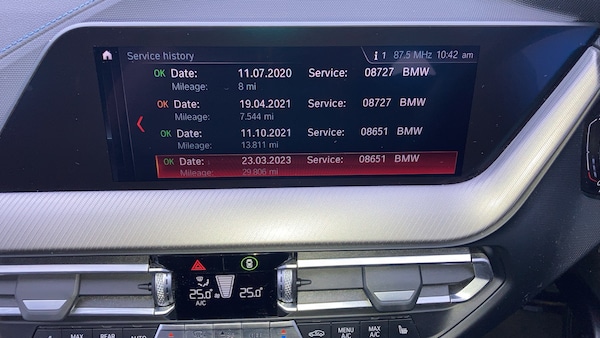 Service history
i 1 87.5 MHz 10:42 am
OK Date: 11.07.2020 Service: 08727 BMW
Mileage: 8 mi
OK Date: 19.04.2021 Service: 08727 BMW
Mileage: 7.544 mi
OK Date: 11.10.2021 Service: 08651 BMW
Mileage: 13.811 mi
OK Date: 23.03.2023 Service: 08651 BMW
Mileage: 29.806 mi
25.0° 25.0°
A/C
MAX REAR AUTO MENU A/C MAX A/C